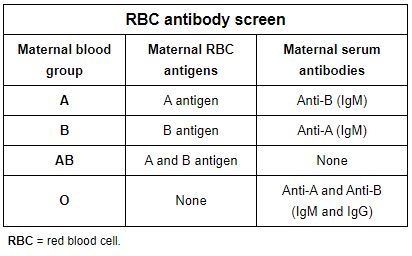 RBC antibody screen
Maternal blood group
Maternal RBC antigens
Maternal serum antibodies
A
A antigen
Anti-B (IgM)
B
B antigen
Anti-A (IgM)
AB
A and B antigen
None
O
None
Anti-A and Anti-B
(IgM and IgG)
RBC = red blood cell.